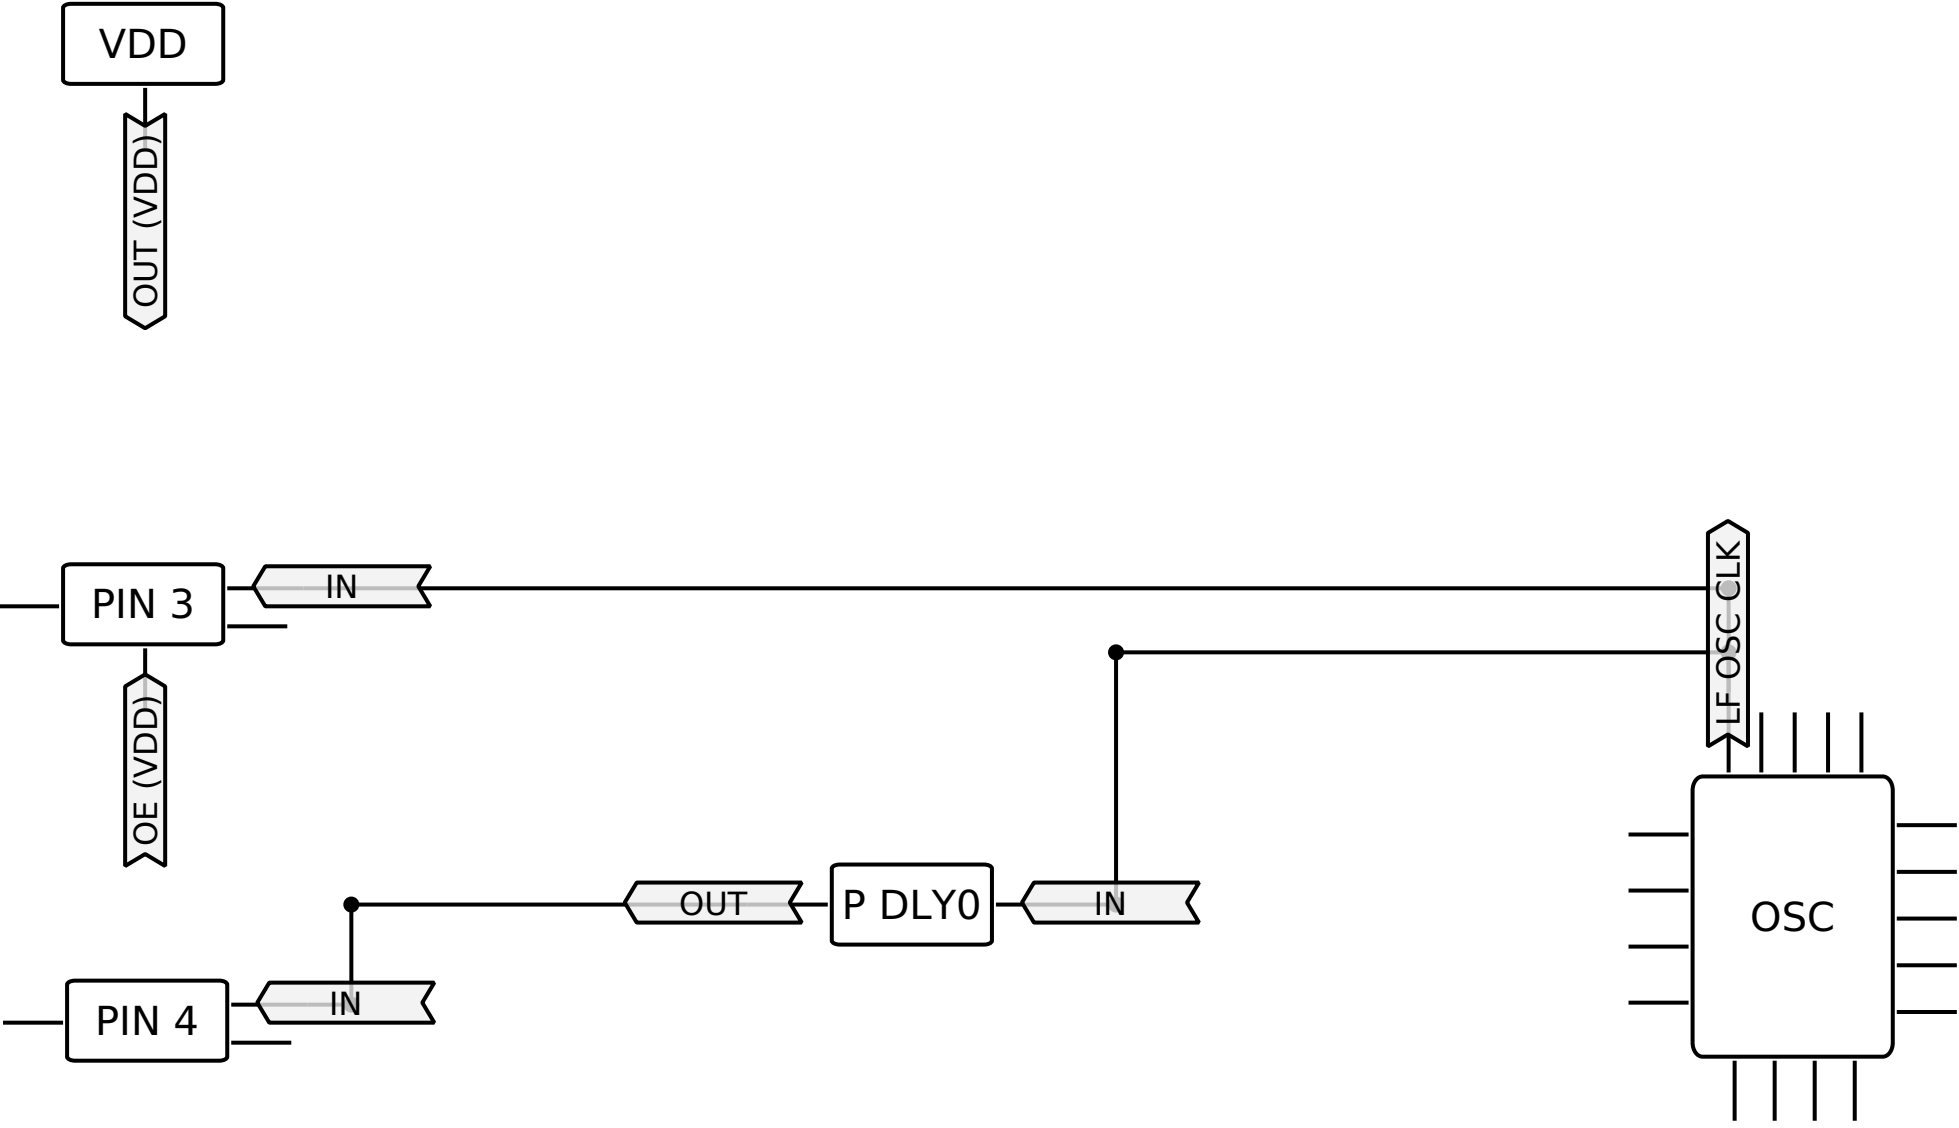 VDD
OUT (VDD)
PIN 3
IN
LF OSC CLK
OE (VDD)
OUT
P DLY0
IN
OSC
PIN 4
IN